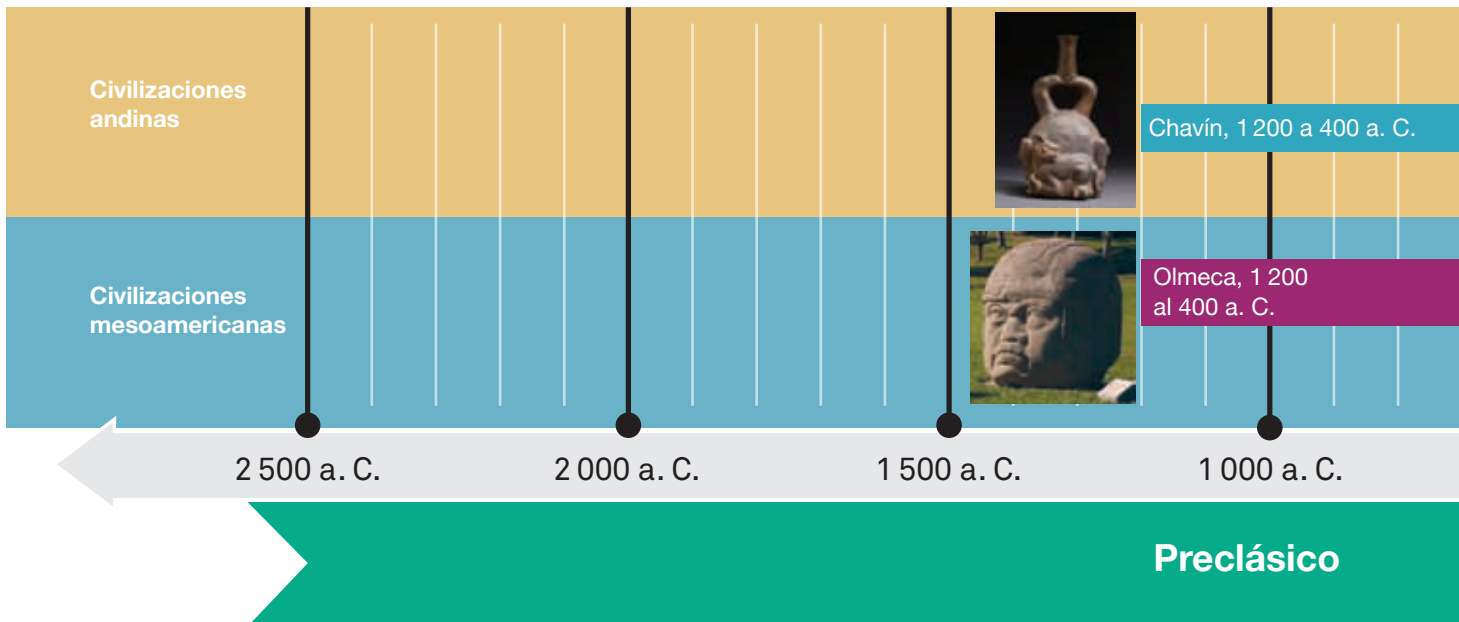 Civilizaciones
andinas
Chavín, 1 200 a 400 a. C.
Civilizaciones
mesoamericanas
Olmeca, 1 200
al 400 a. C.
2 500 a. C.
2 000 a. C.
1 500 a. C.
1 000 a. C.
Preclásico